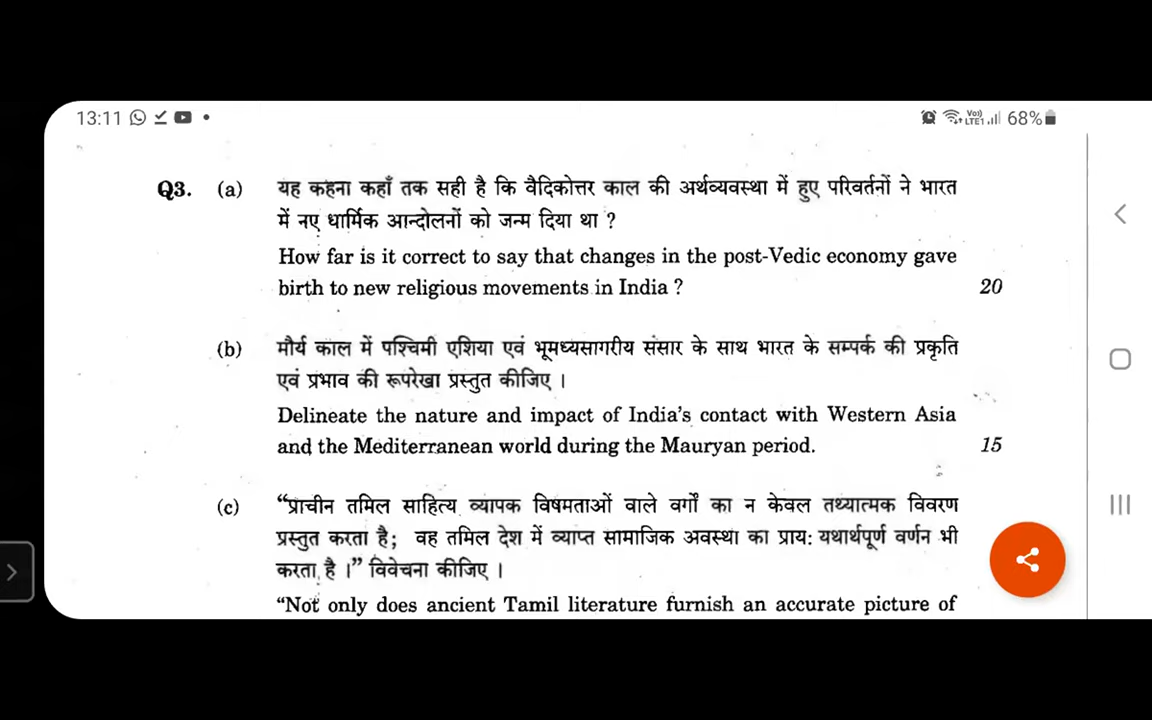 13:11
Vo)) LTE1 68%
Q3. (a) यह कहना कहाँ तक सही है कि वैदिकोत्तर काल की अर्थव्यवस्था में हुए परिवर्तनों ने भारत
में नए धार्मिक आन्दोलनों को जन्म दिया था ?
How far is it correct to say that changes in the post-Vedic economy gave
birth to new religious movements in India ? 20
(b) मौर्य काल में पश्चिमी एशिया एवं भूमध्यसागरीय संसार के साथ भारत के सम्पर्क की प्रकृति
एवं प्रभाव की रूपरेखा प्रस्तुत कीजिए ।
Delineate the nature and impact of India's contact with Western Asia
and the Mediterranean world during the Mauryan period. 15
(c) “प्राचीन तमिल साहित्य व्यापक विषमताओं वाले वर्गों का न केवल तथ्यात्मक विवरण
प्रस्तुत करता है; वह तमिल देश में व्याप्त सामाजिक अवस्था का प्राय: यथार्थपूर्ण वर्णन भी
करता है ।” विवेचना कीजिए ।
“Not only does ancient Tamil literature furnish an accurate picture of